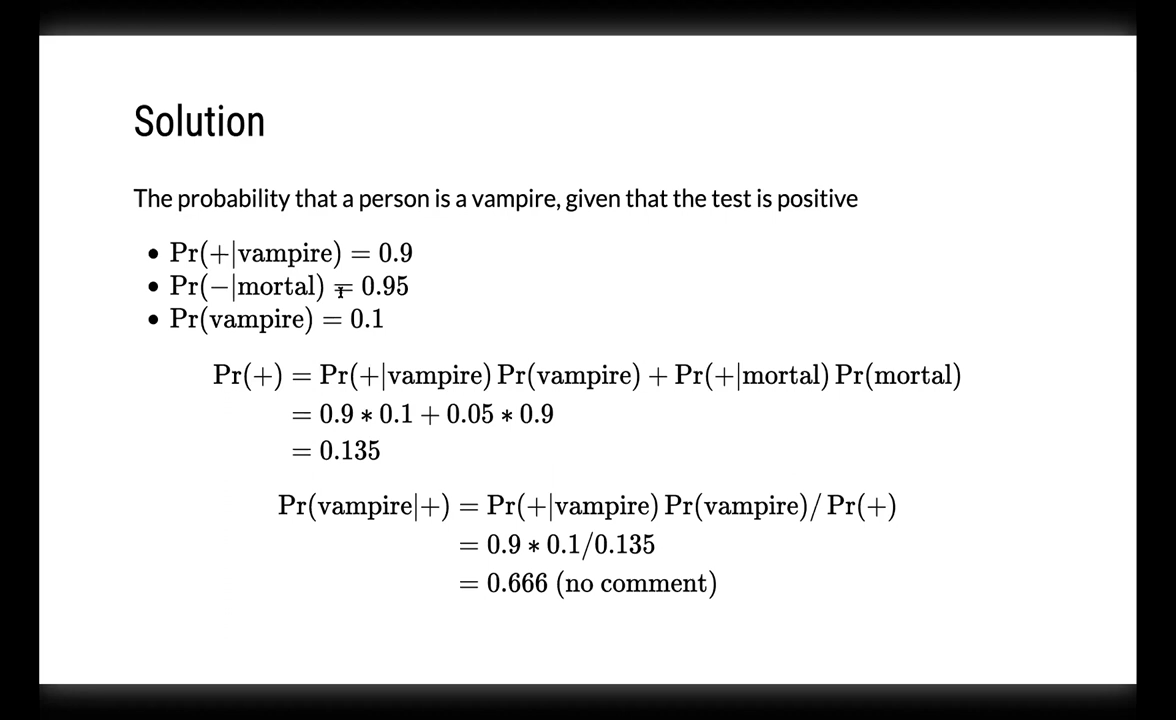 Solution
The probability that a person is a vampire, given that the test is positive
• Pr(+|vampire) = 0.9
• Pr(−|mortal) = 0.95
• Pr(vampire) = 0.1
Pr(+) = Pr(+|vampire) Pr(vampire) + Pr(+|mortal) Pr(mortal)
= 0.9 * 0.1 + 0.05 * 0.9
= 0.135
Pr(vampire|+) = Pr(+|vampire) Pr(vampire)/ Pr(+)
= 0.9 * 0.1/0.135
= 0.666 (no comment)